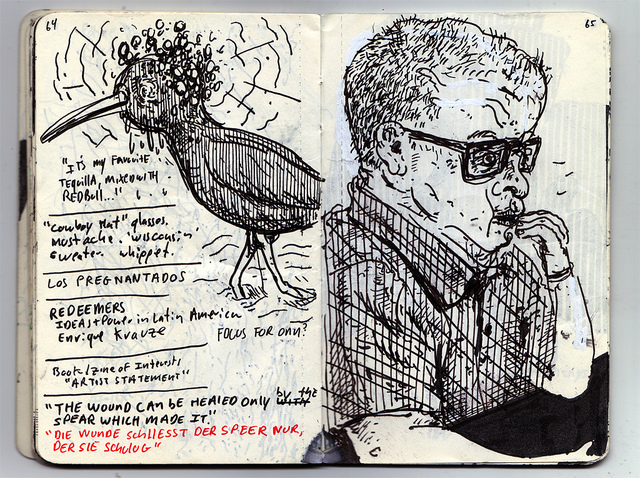 64
65
"IT'S my FAVORITE
TEQUILLA, MIXED WITH
REDBULL..."
"COWboy Hat" glasses.
mustache. 'wisconsin'
sweater. whippet.
LOS PREGNANTADOS
REDEEMERS
IDEAS + Power in Latin America
Enrique Krauze
FOCUS FOR ONN?
Book/Zine of Interest/
"ARTIST STATEMENT"
"THE WOUND CAN BE HEALED ONLY by the
SPEAR WHICH MADE IT."
"DIE WUNDE SCHLIESST DER SPEER NUR,
DER SIE SCHLUG"